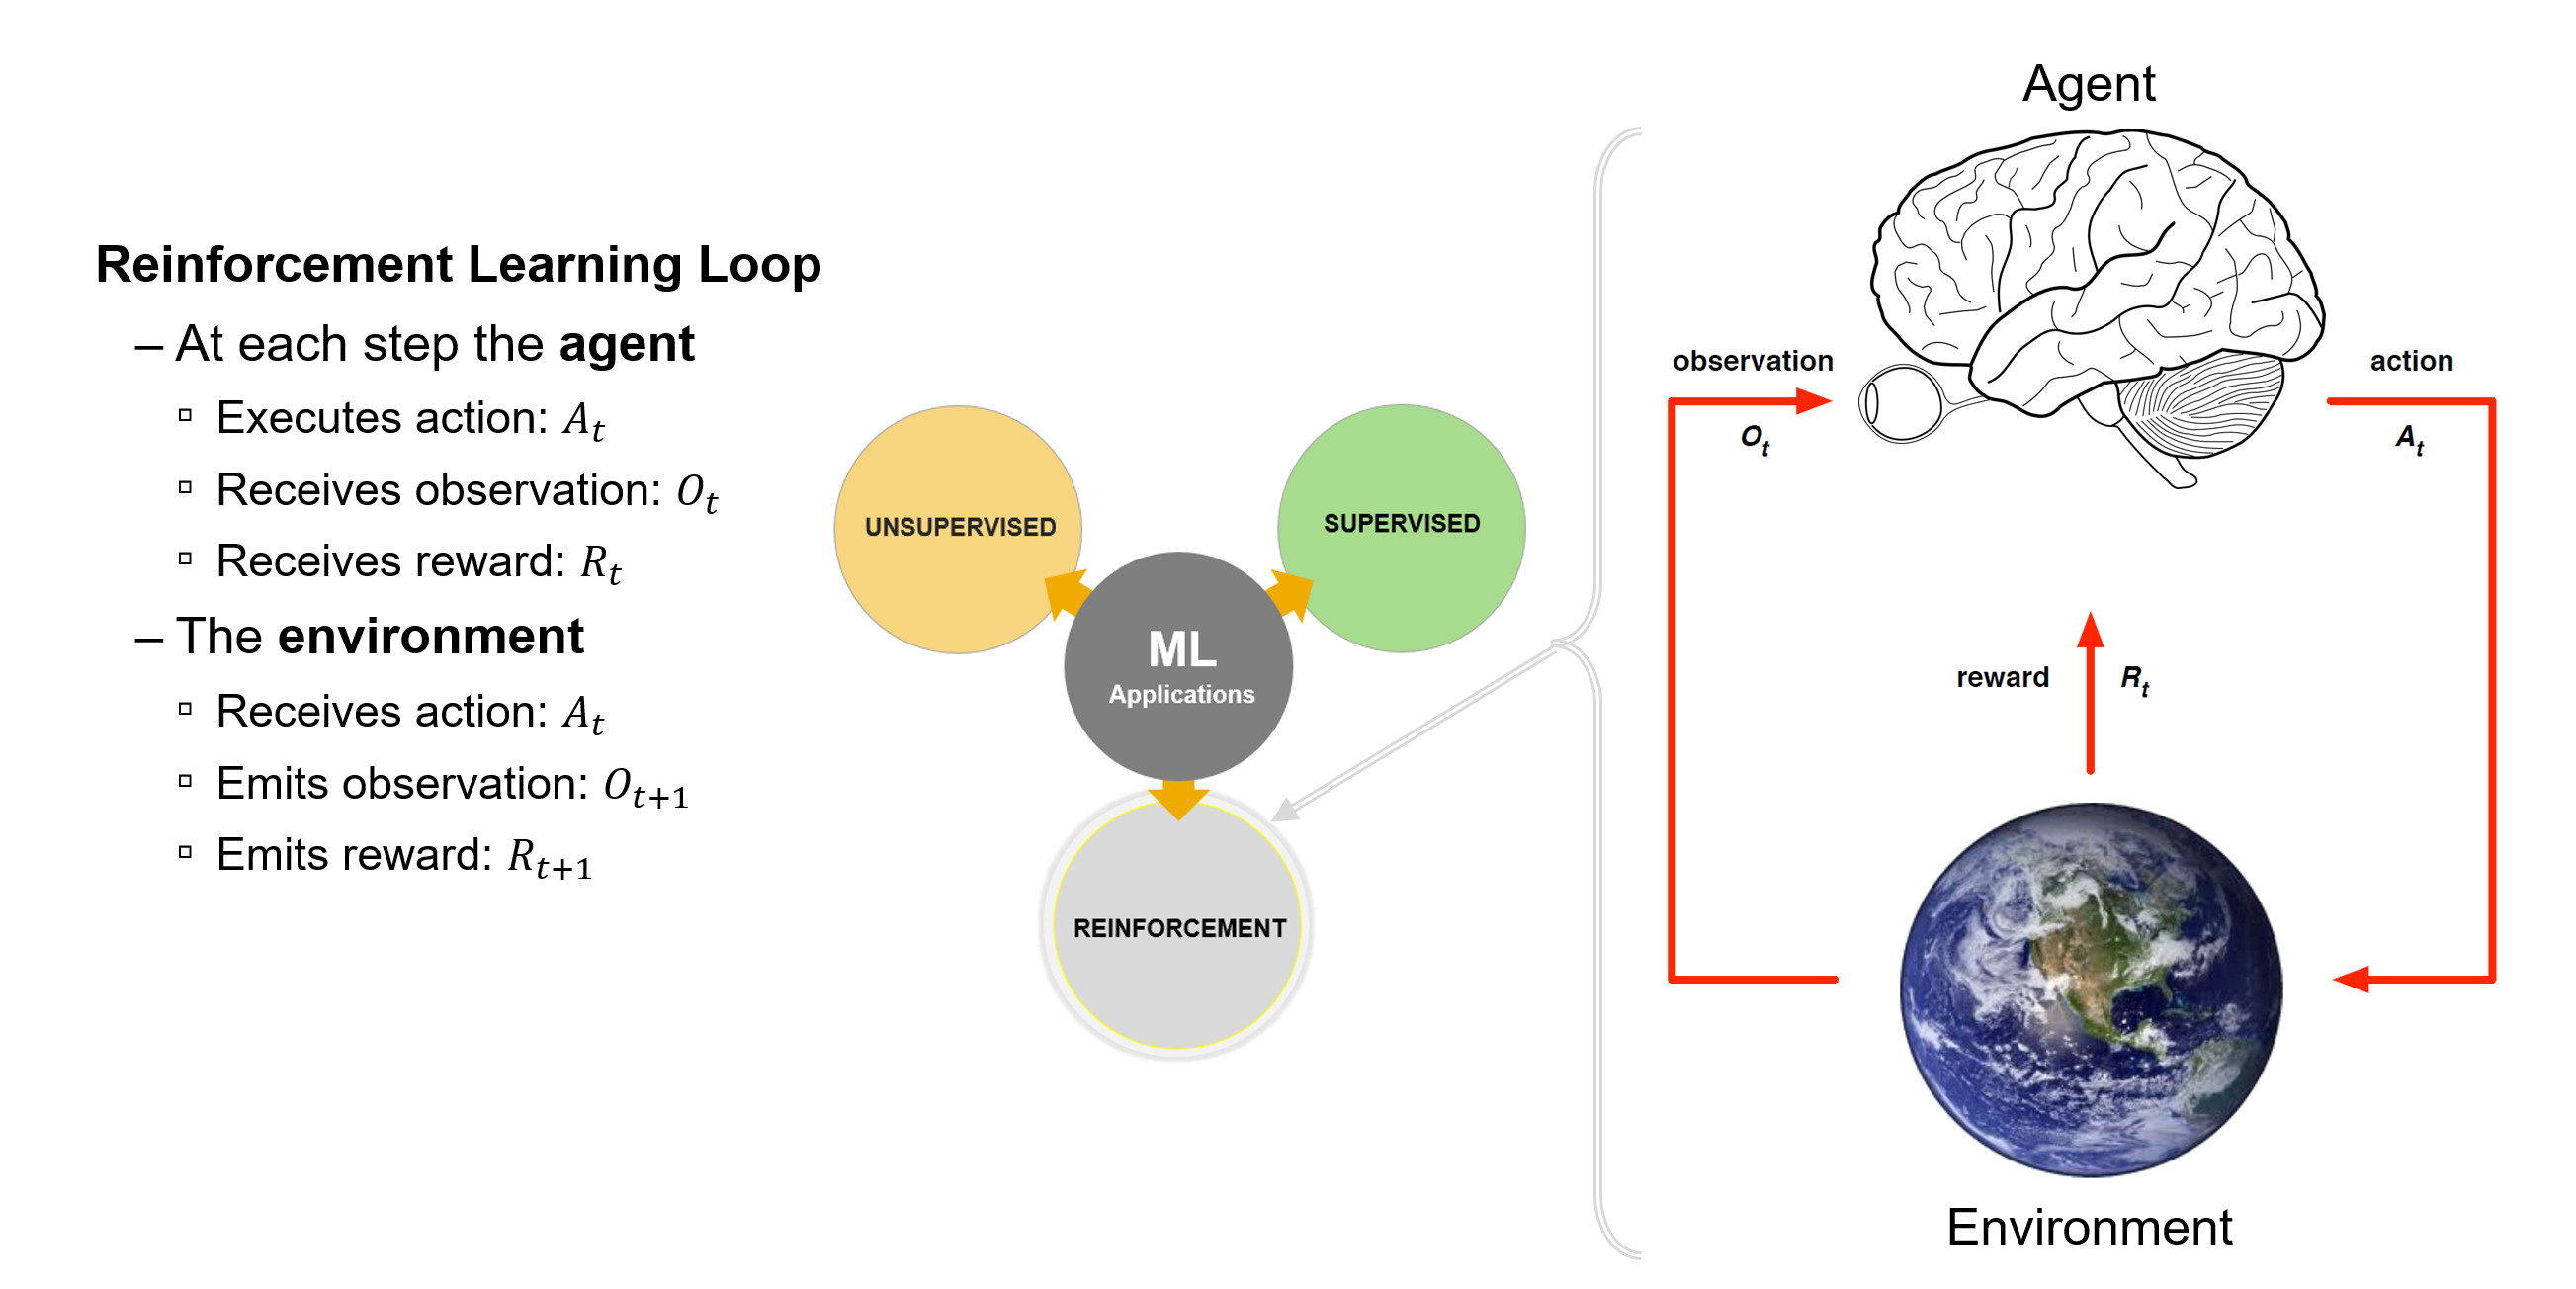 Reinforcement Learning Loop
– At each step the agent
▫ Executes action: A_t
▫ Receives observation: O_t
▫ Receives reward: R_t
– The environment
▫ Receives action: A_t
▫ Emits observation: O_{t+1}
▫ Emits reward: R_{t+1}
UNSUPERVISED
SUPERVISED
ML
Applications
REINFORCEMENT
Agent
observation
O_t
action
A_t
reward R_t
Environment